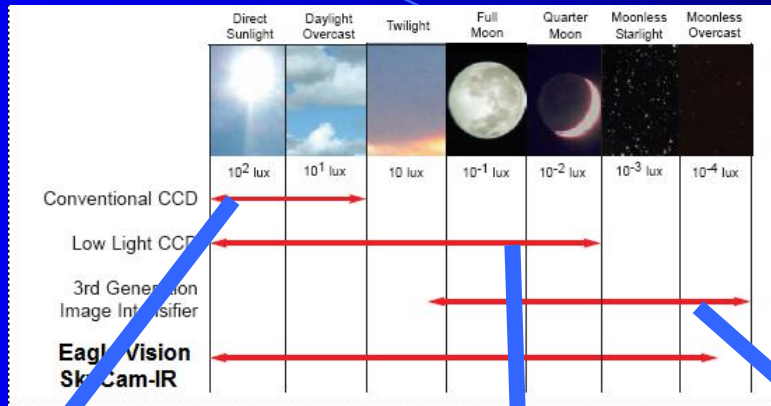 Direct Sunlight
Daylight Overcast
Twilight
Full Moon
Quarter Moon
Moonless Starlight
Moonless Overcast
10² lux
10¹ lux
10 lux
10⁻¹ lux
10⁻² lux
10⁻³ lux
10⁻⁴ lux
Conventional CCD
Low Light CCD
3rd Generation
Image Intensifier
Eagle Vision
SkyCam-IR